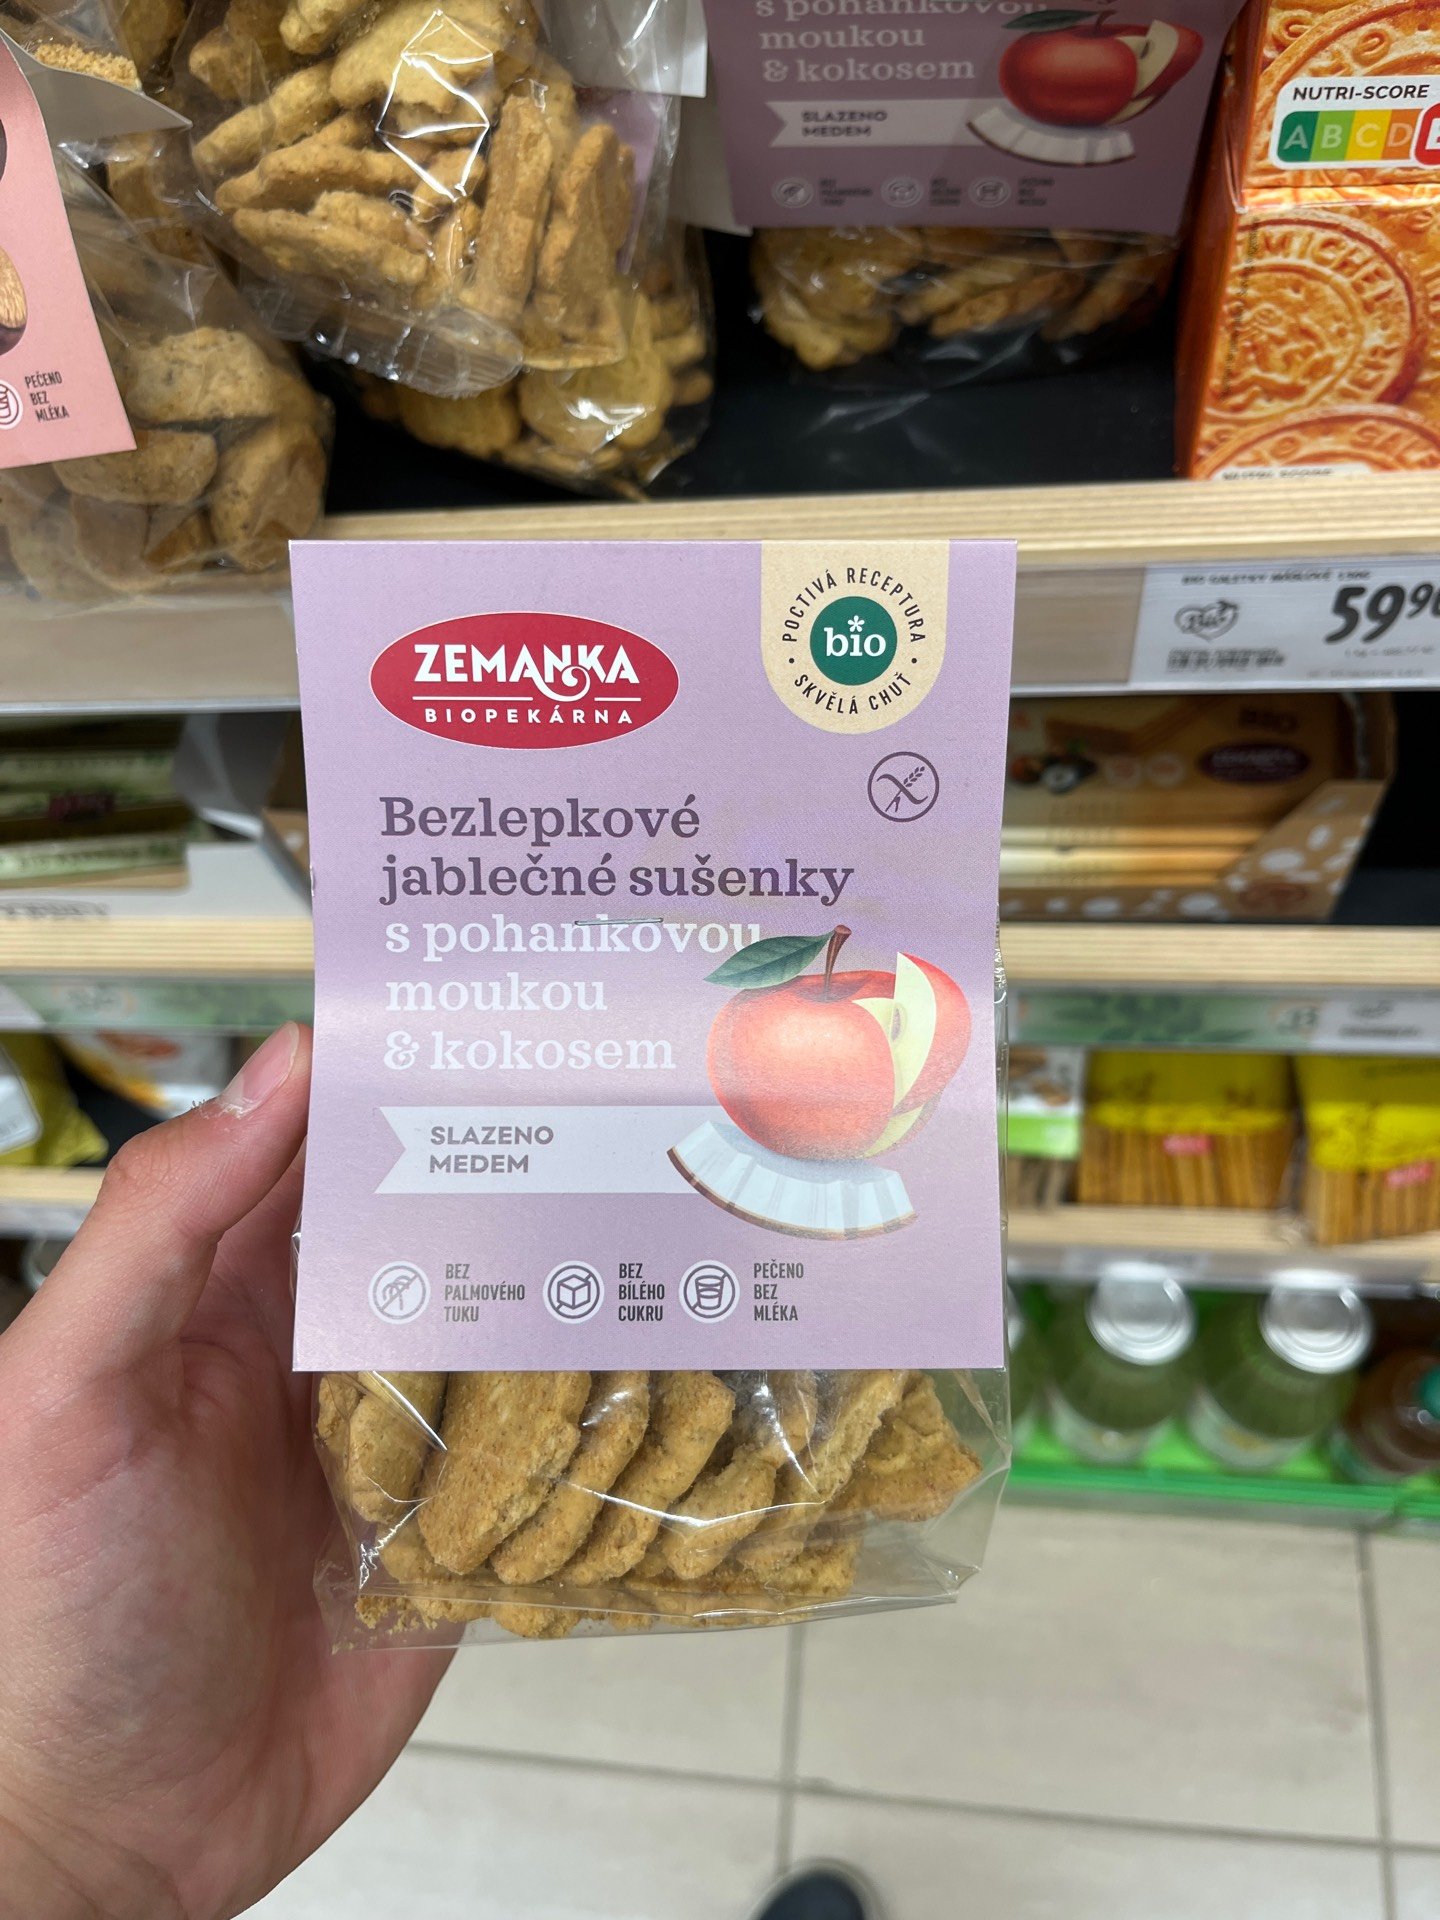 s pohankovou
moukou
& kokosem
SLAZENO
MEDEM
NUTRI-SCORE
A B C D
PEČENO
BEZ
MLÉKA
59⁹⁰
ZEMANKA
BIOPEKÁRNA
• POCTIVÁ RECEPTURA • SKVĚLÁ CHUŤ
bio
Bezlepkové
jablečné sušenky
s pohankovou
moukou
& kokosem
SLAZENO
MEDEM
BEZ
PALMOVÉHO
TUKU
BEZ
BÍLÉHO
CUKRU
PEČENO
BEZ
MLÉKA